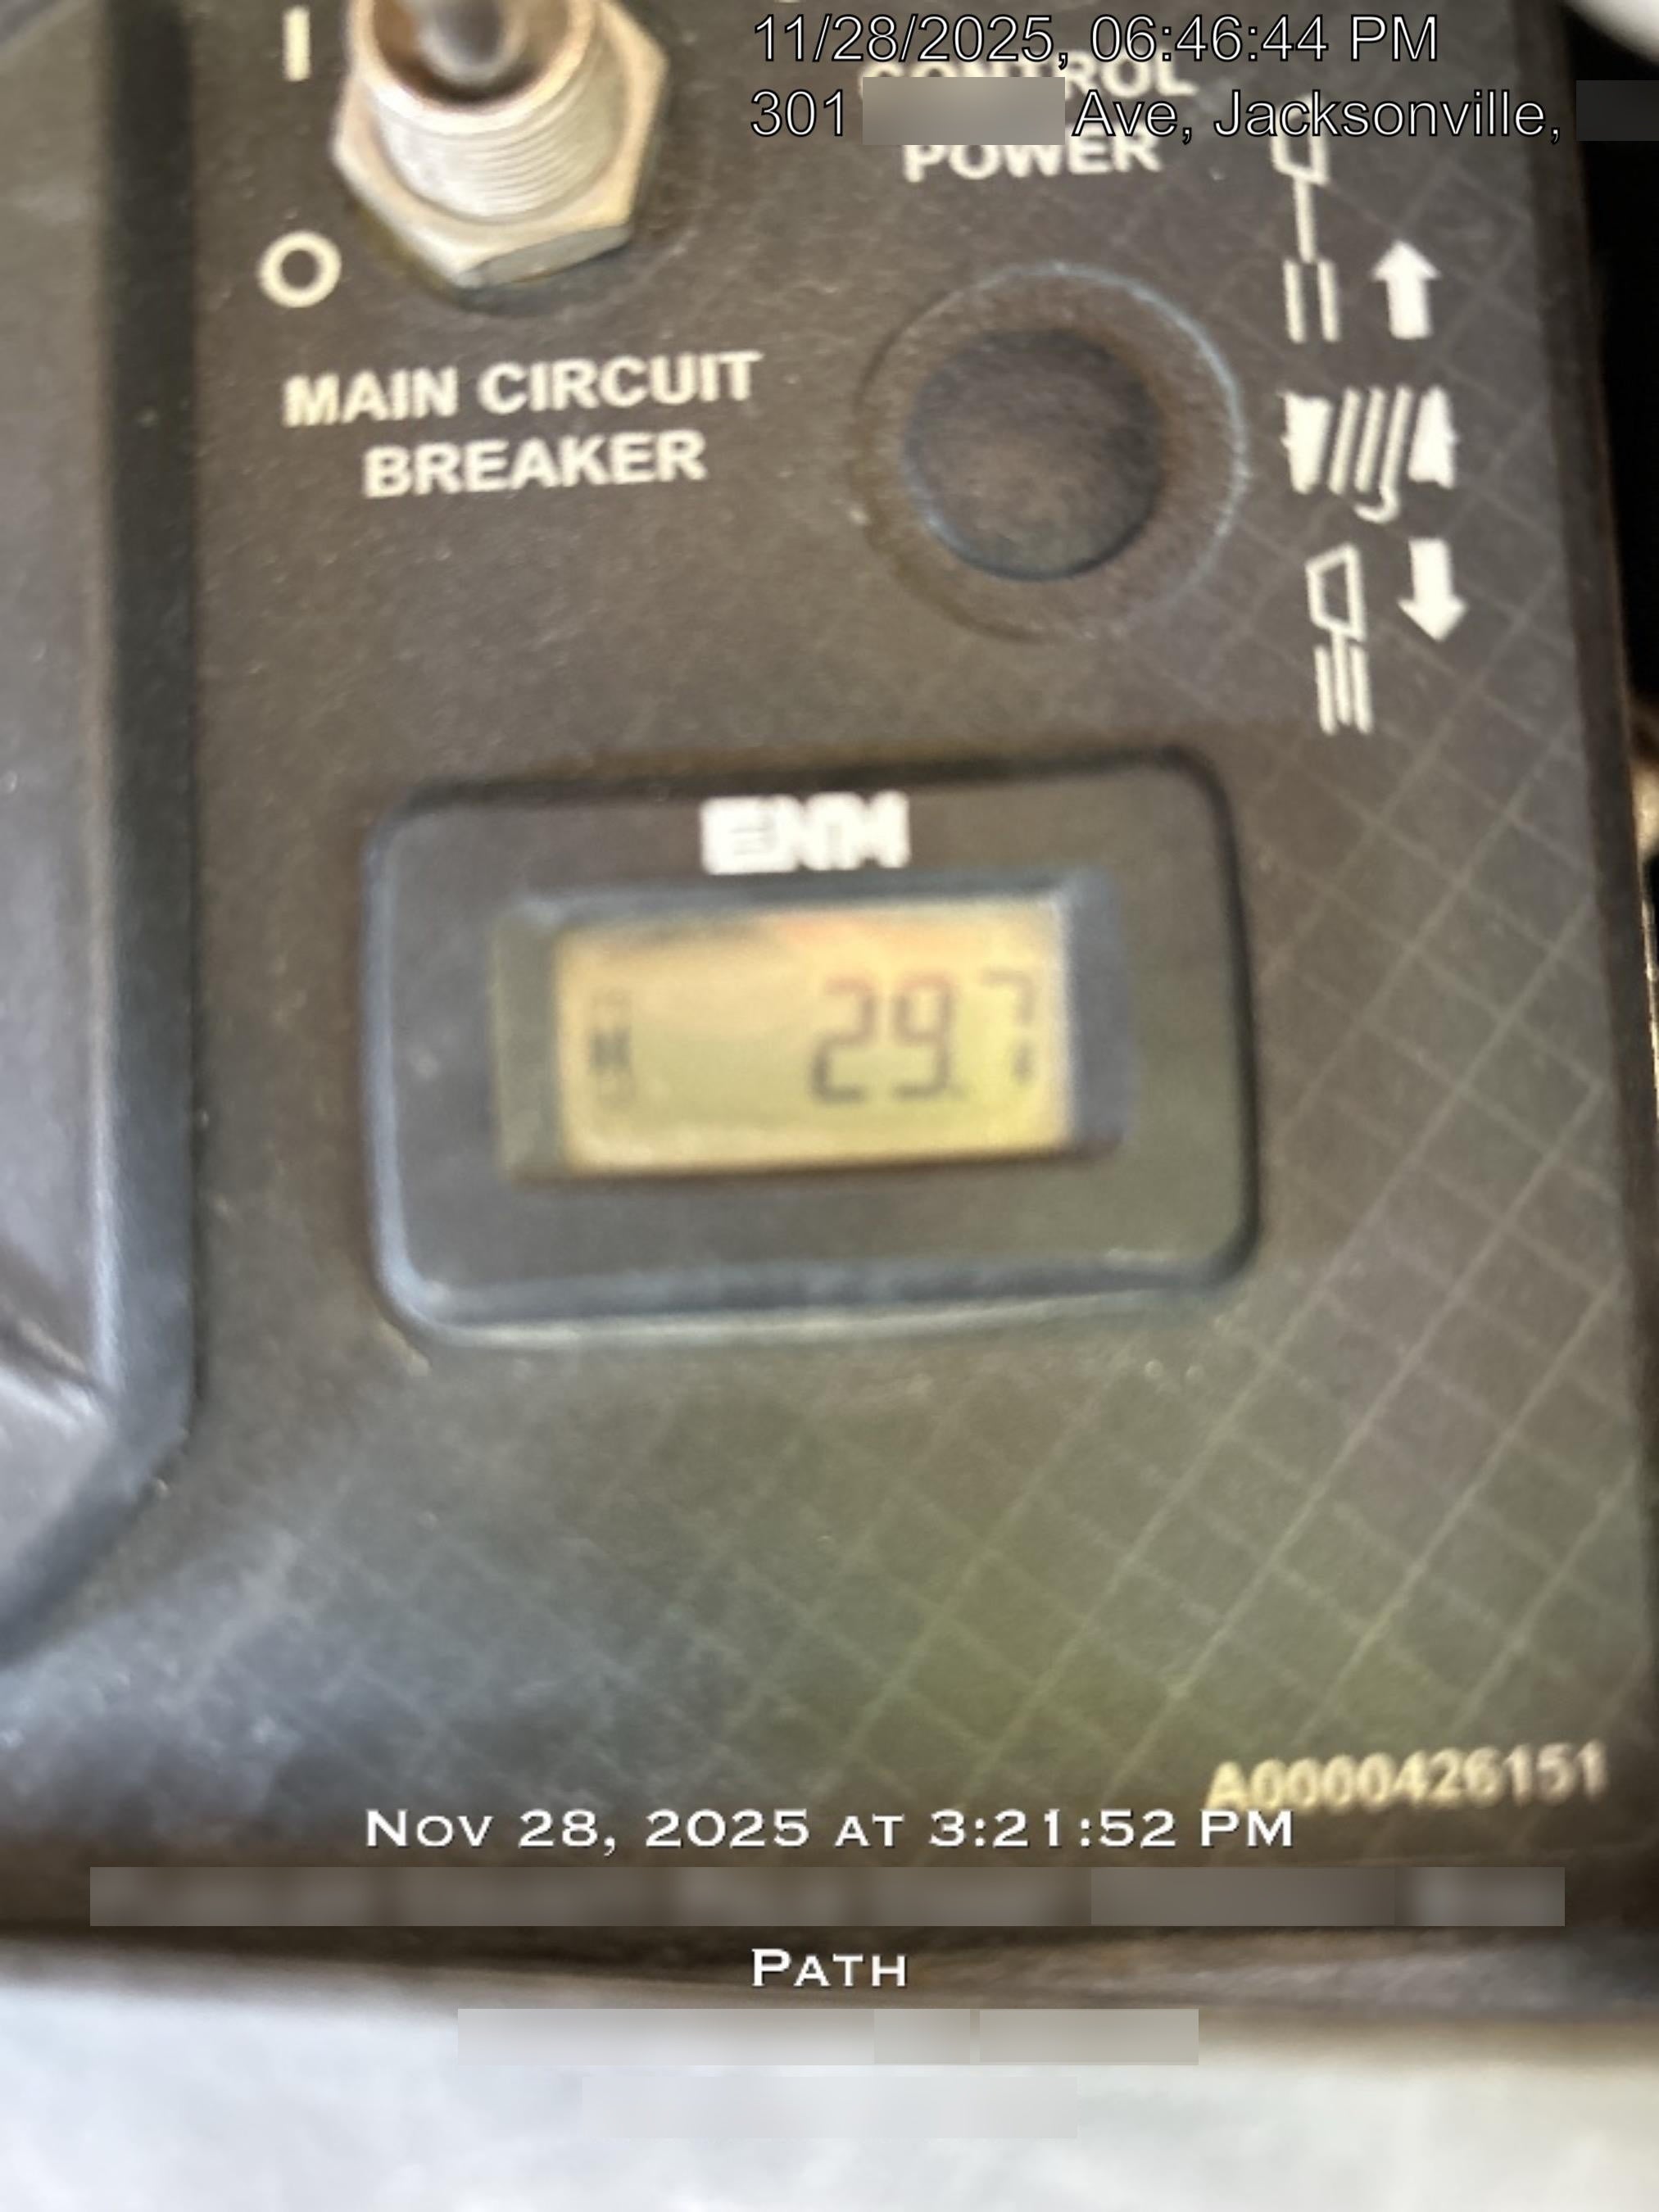 11/28/2025, 06:46:44 PM
301 Ave, Jacksonville,
CONTROL
POWER
I
O
MAIN CIRCUIT
BREAKER
ENM
29.7
A0000426151
Nov 28, 2025 at 3:21:52 PM
Path